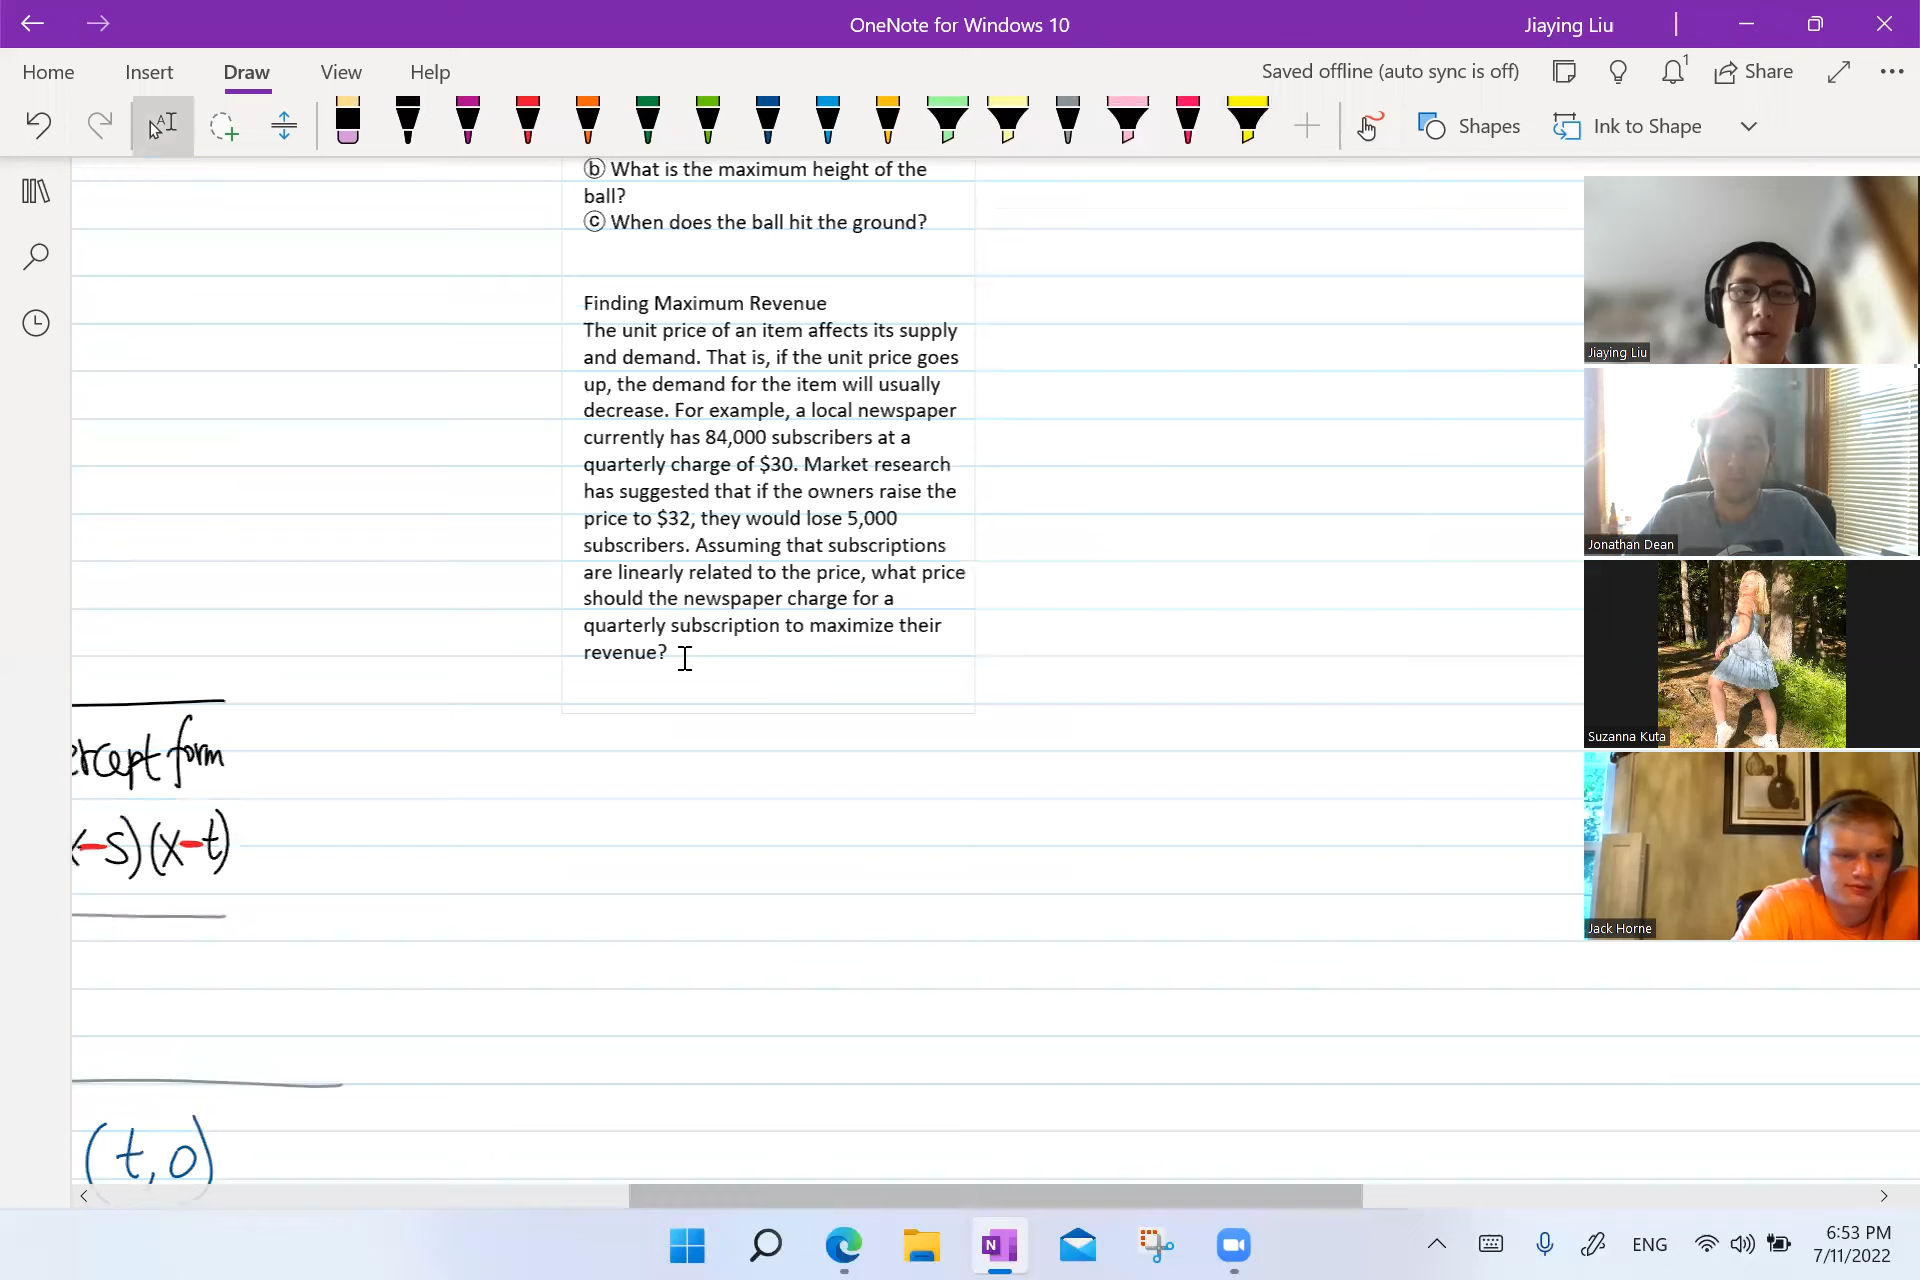 OneNote for Windows 10
Jiaying Liu
Home Insert Draw View Help
Saved offline (auto sync is off)
1
Share
Shapes
Ink to Shape
ⓑ What is the maximum height of the
ball?
ⓒ When does the ball hit the ground?
Finding Maximum Revenue
The unit price of an item affects its supply
and demand. That is, if the unit price goes
up, the demand for the item will usually
decrease. For example, a local newspaper
currently has 84,000 subscribers at a
quarterly charge of $30. Market research
has suggested that if the owners raise the
price to $32, they would lose 5,000
subscribers. Assuming that subscriptions
are linearly related to the price, what price
should the newspaper charge for a
quarterly subscription to maximize their
revenue?
ercept form
-s)(x-t)
(t,0)
Jiaying Liu
Jonathan Dean
Suzanna Kuta
Jack Horne
ENG
6:53 PM
7/11/2022